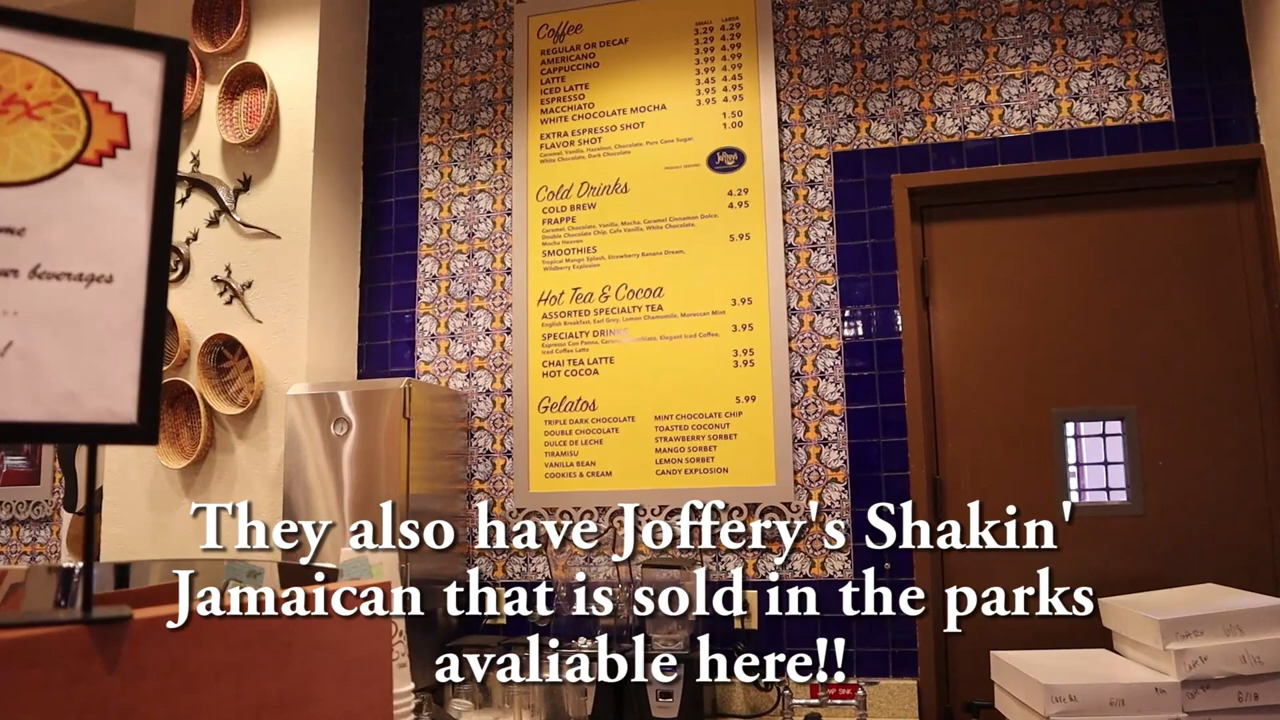 Coffee
SMALL LARGE
REGULAR OR DECAF 3.29 4.29
AMERICANO 3.29 4.29
CAPPUCCINO 3.99 4.99
LATTE 3.99 4.99
ICED LATTE 3.99 4.99
ESPRESSO 3.45 4.45
MACCHIATO 3.95 4.95
WHITE CHOCOLATE MOCHA 3.95 4.95
EXTRA ESPRESSO SHOT 1.50
FLAVOR SHOT 1.00
Caramel, Vanilla, Hazelnut, Chocolate, Pure Cane Sugar,
White Chocolate, Dark Chocolate
PROUDLY SERVING
Joffrey's
Cold Drinks
COLD BREW 4.29
FRAPPE 4.95
Caramel, Chocolate, Vanilla, Mocha, Caramel Cinnamon Dolce,
Double Chocolate Chip, Cafe Vanilla, White Chocolate,
Mocha Heaven
SMOOTHIES 5.95
Tropical Mango Splash, Strawberry Banana Dream,
Wildberry Explosion
Hot Tea & Cocoa
ASSORTED SPECIALTY TEA 3.95
English Breakfast, Earl Grey, Lemon Chamomile, Moroccan Mint
SPECIALTY DRINKS 3.95
Espresso Con Panna, Elegant Iced Coffee,
Iced Coffee Latte
CHAI TEA LATTE 3.95
HOT COCOA 3.95
Gelatos 5.99
TRIPLE DARK CHOCOLATE MINT CHOCOLATE CHIP
DOUBLE CHOCOLATE TOASTED COCONUT
DULCE DE LECHE STRAWBERRY SORBET
TIRAMISU MANGO SORBET
VANILLA BEAN LEMON SORBET
COOKIES & CREAM CANDY EXPLOSION
beverages
They also have Joffery's Shakin'
Jamaican that is sold in the parks
avaliable here!!
SINK
6/18